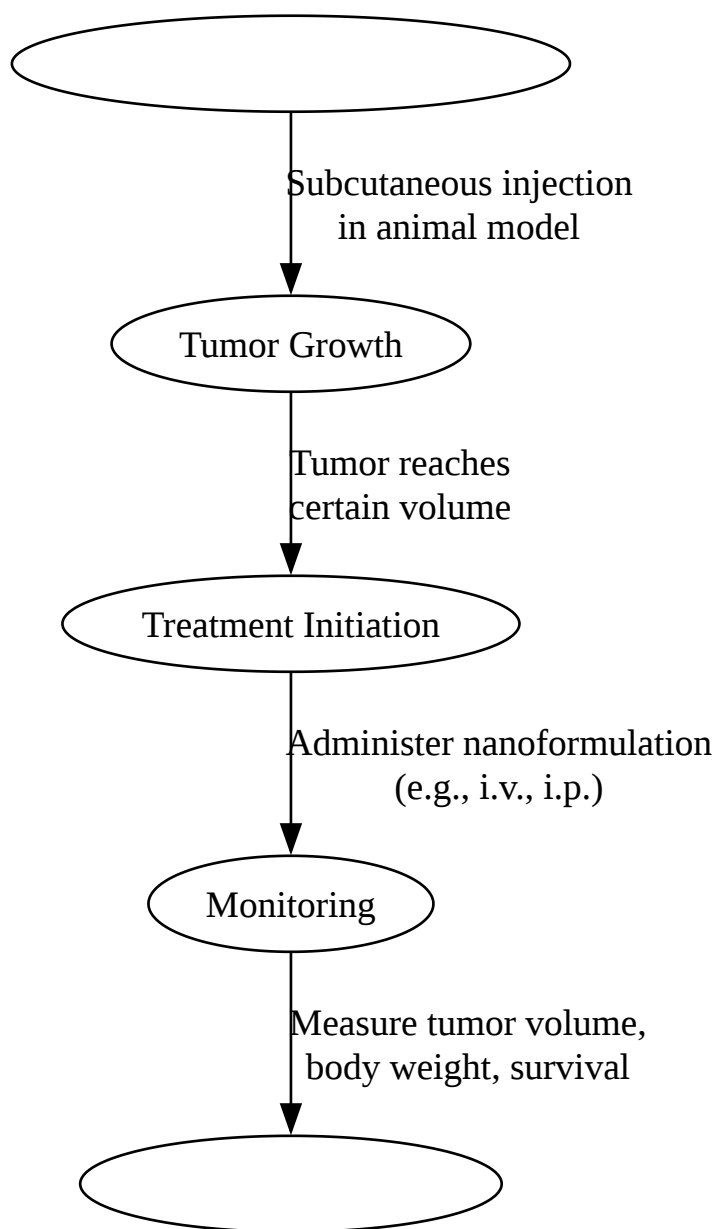 Subcutaneous injection
in animal model
Tumor Growth
Tumor reaches
certain volume
Treatment Initiation
Administer nanoformulation
(e.g., i.v., i.p.)
Monitoring
Measure tumor volume,
body weight, survival